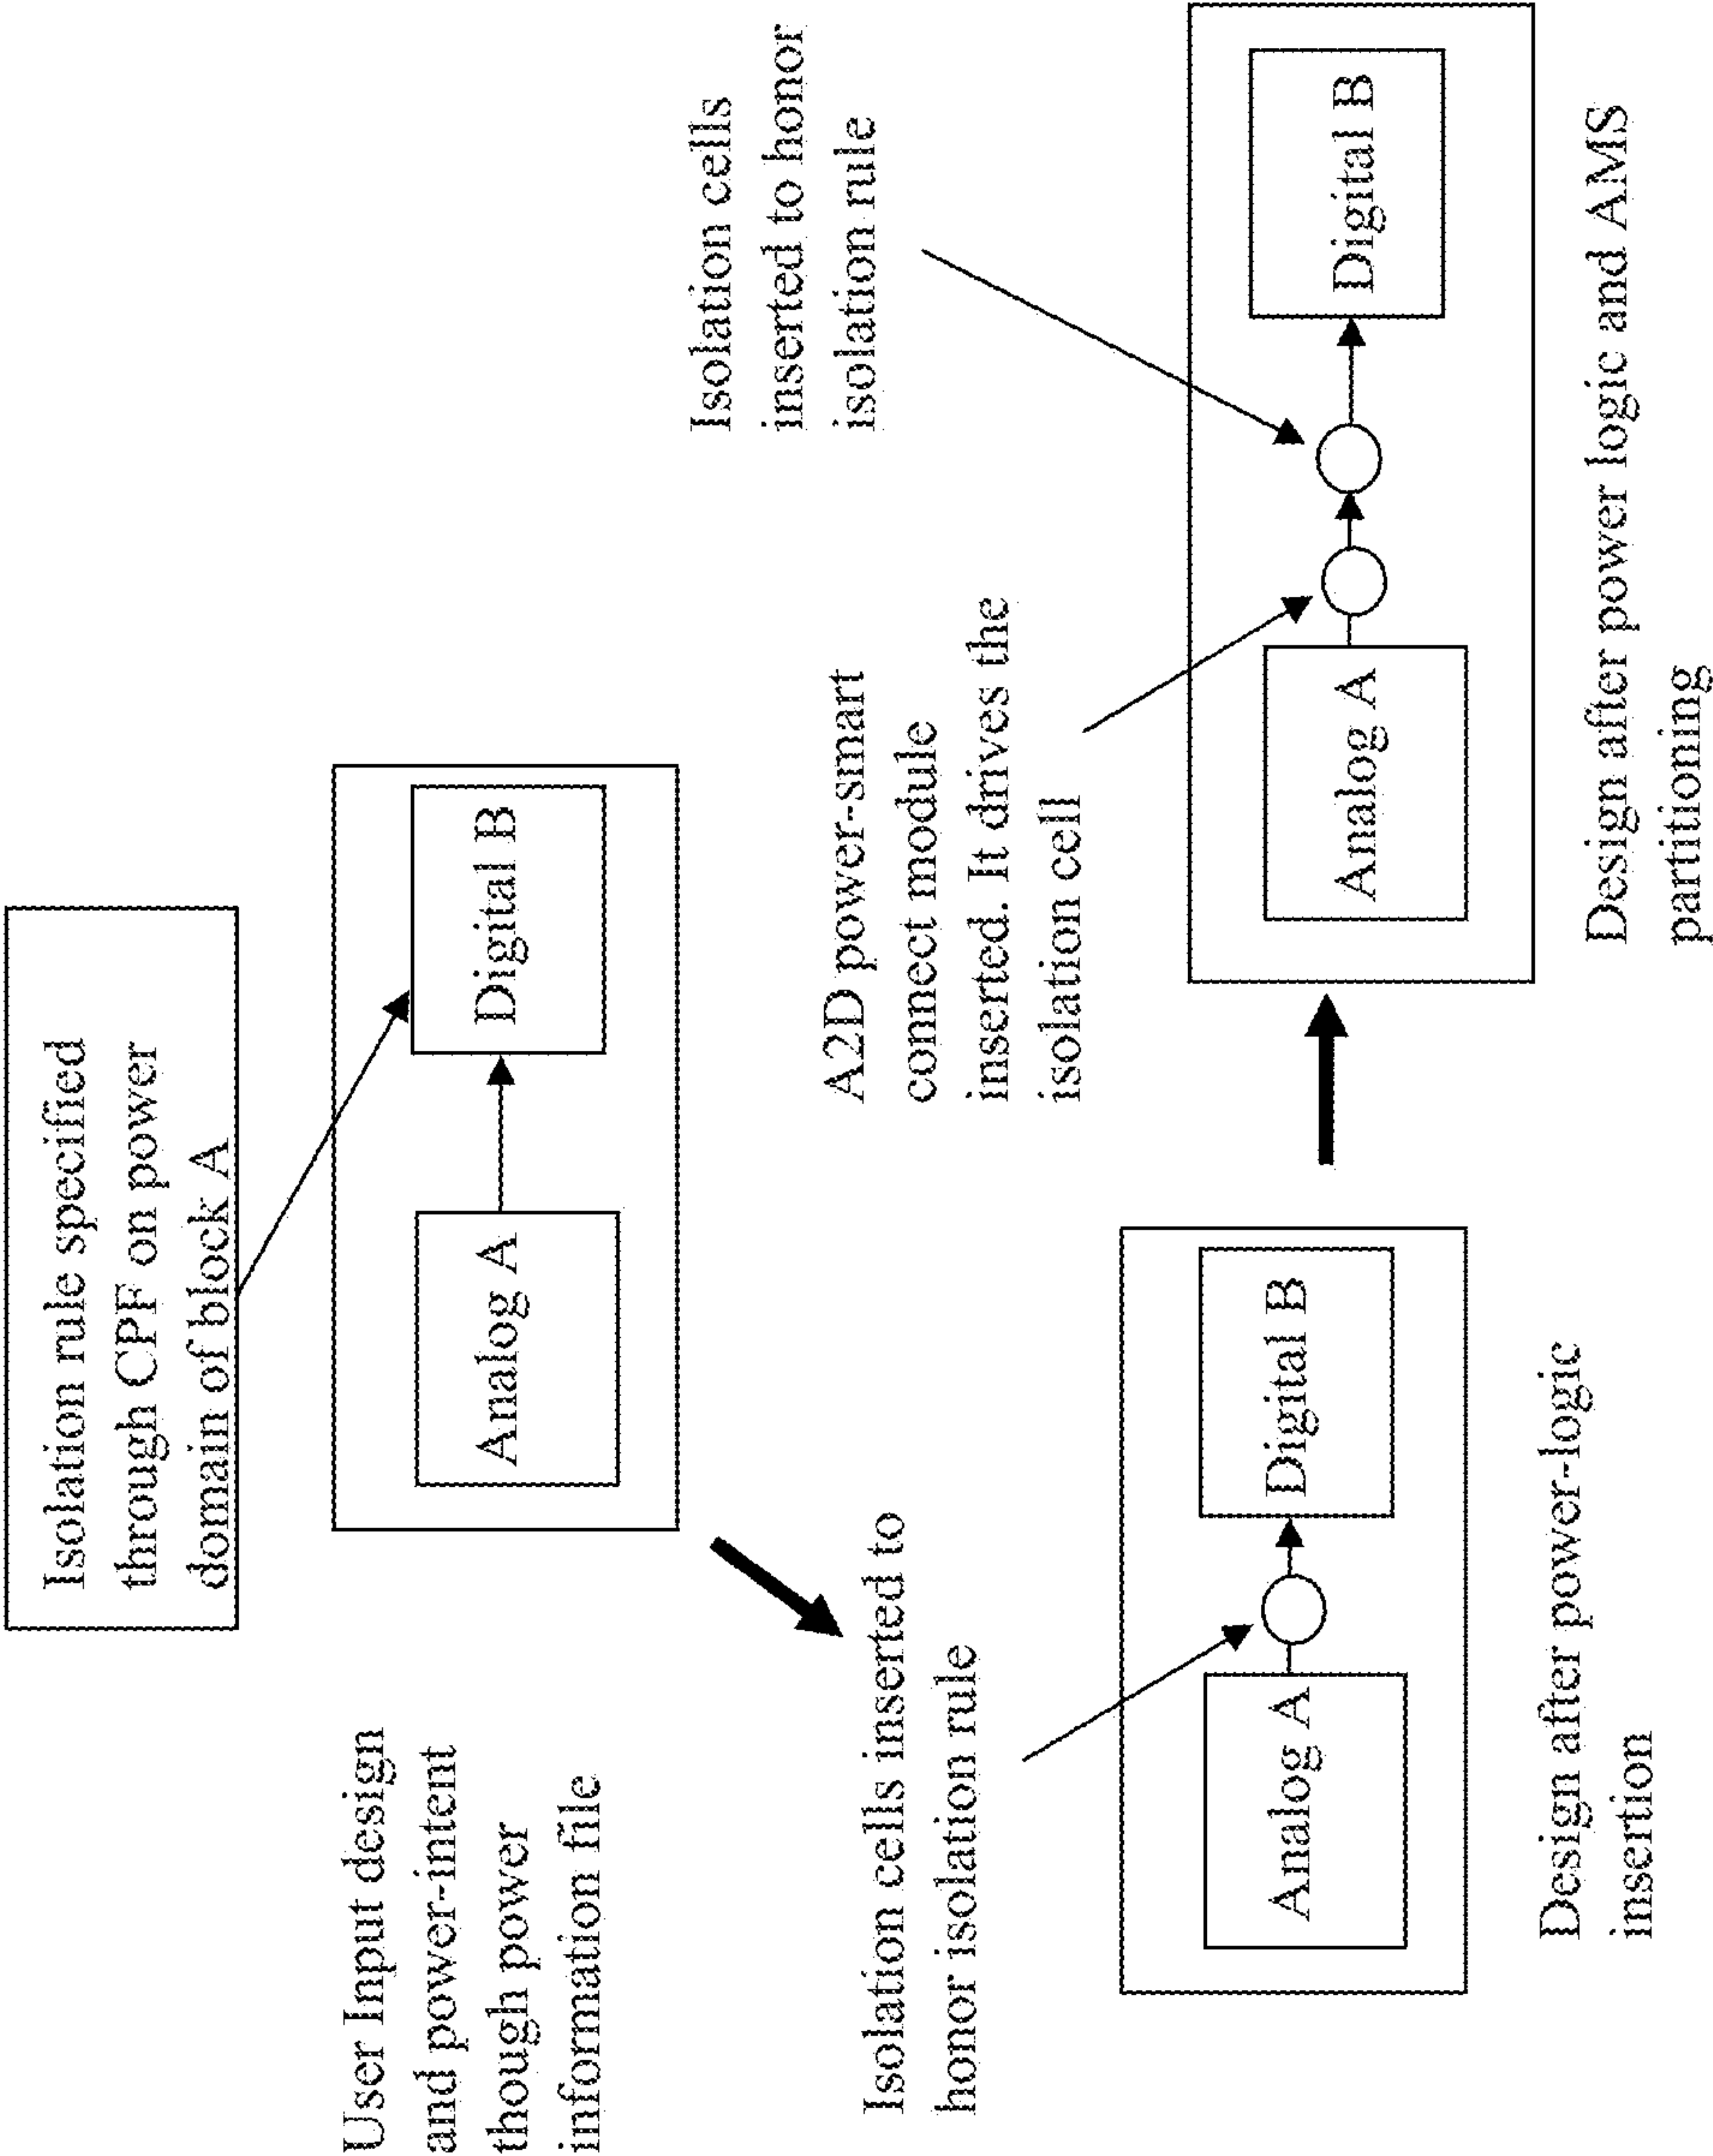 Isolation rule specified
through CPF on power
domain of block A
User Input design
and power-intent
though power
information file
Analog A
Digital B
Isolation cells inserted to
honor isolation rule
Analog A
Digital B
Design after power-logic
insertion
A2D power-smart
connect module
inserted. It drives the
isolation cell
Isolation cells
inserted to honor
isolation rule
Analog A
Digital B
Design after power logic and AMS
partitioning